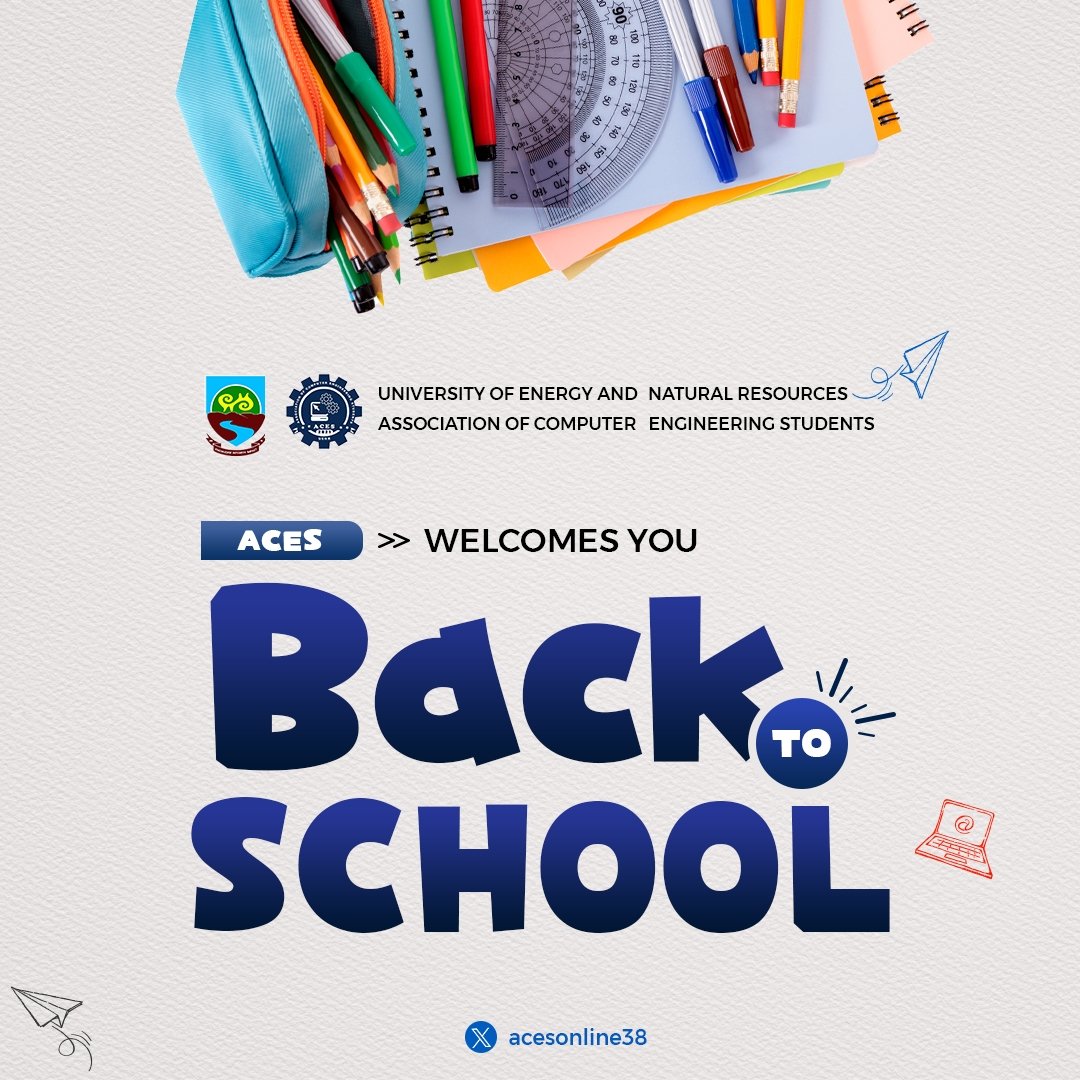 UNIVERSITY OF ENERGY AND NATURAL RESOURCES
ASSOCIATION OF COMPUTER ENGINEERING STUDENTS
ACES >> WELCOMES YOU
Back
TO
SCHOOL
acesonline38